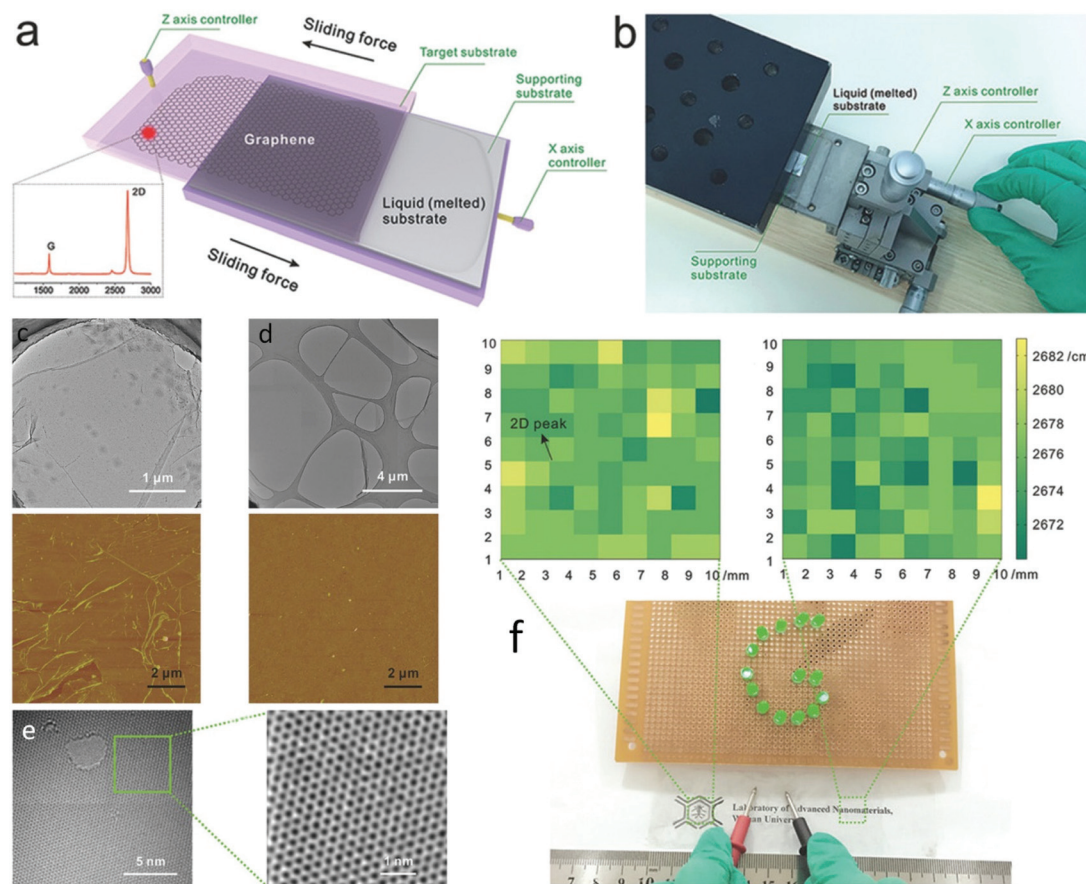 a
Z axis controller
Sliding force
Target substrate
Supporting
substrate
Graphene
X axis
controller
Liquid (melted)
substrate
Sliding force
2D
G
1500 2000 2500 3000
b
Liquid (melted)
substrate
Z axis controller
X axis controller
Supporting
substrate
c
1 μm
2 μm
d
4 μm
2 μm
e
5 nm
1 nm
10
9
8
7
6
5
4
3
2
1
2D peak
1 2 3 4 5 6 7 8 9 10 /mm
10
9
8
7
6
5
4
3
2
1
1 2 3 4 5 6 7 8 9 10 /mm
2682 /cm
2680
2678
2676
2674
2672
f
Laboratory of Advanced Nanomaterials,
7 8 9 10